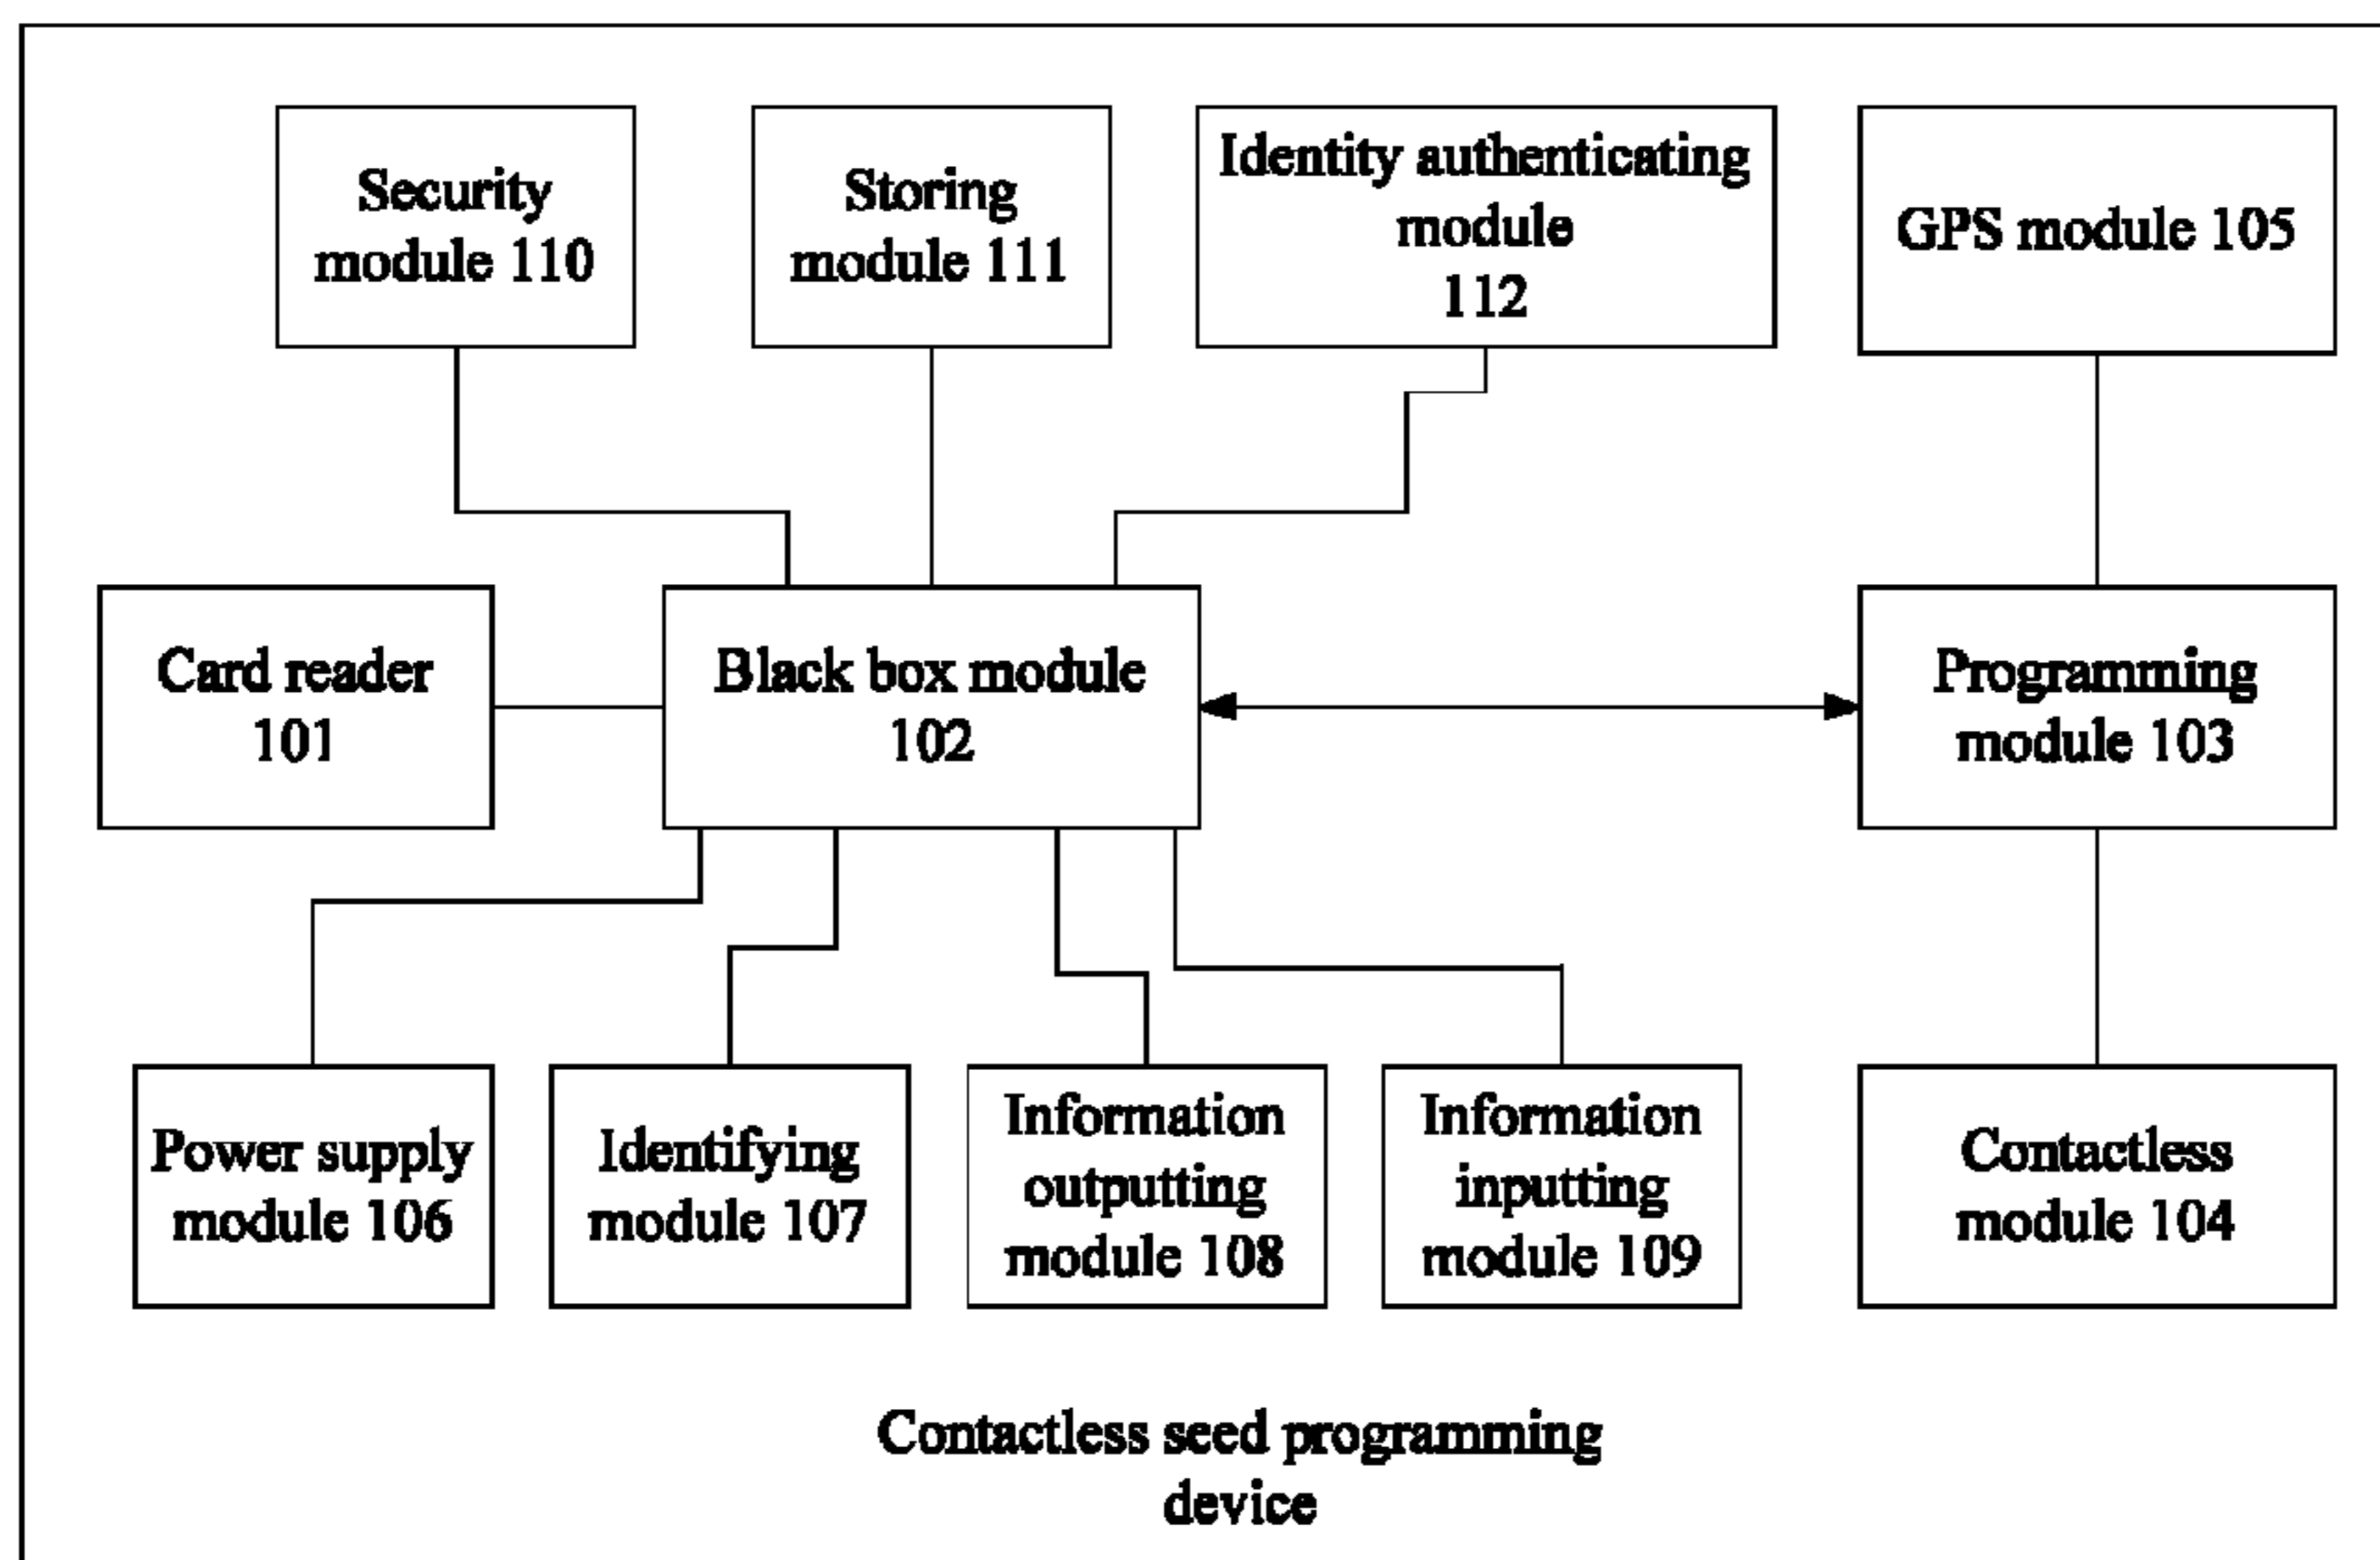 Security
module 110
Storing
module 111
Identity authenticating
module
112
GPS module 105
Card reader
101
Black box module
102
Programming
module 103
Power supply
module 106
Identifying
module 107
Information
outputting
module 108
Information
inputting
module 109
Contactless
module 104
Contactless seed programming
device